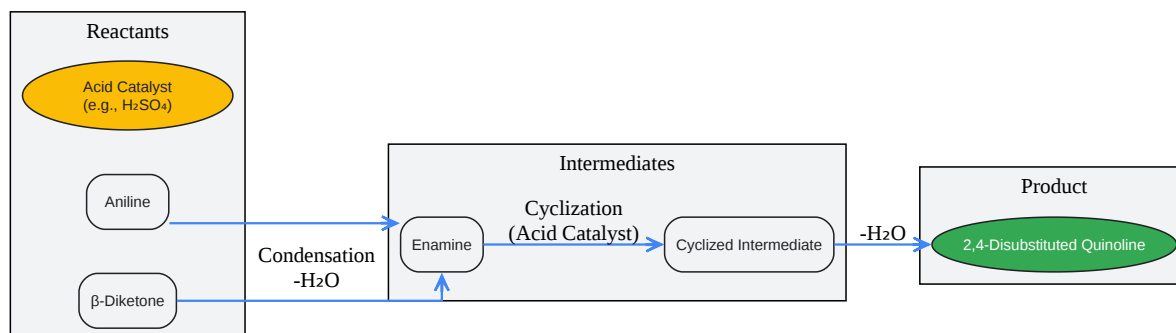 Reactants
Acid Catalyst
(e.g., H₂SO₄)
Aniline
β-Diketone
Condensation
-H₂O
Intermediates
Enamine
Cyclization
(Acid Catalyst)
Cyclized Intermediate
-H₂O
Product
2,4-Disubstituted Quinoline